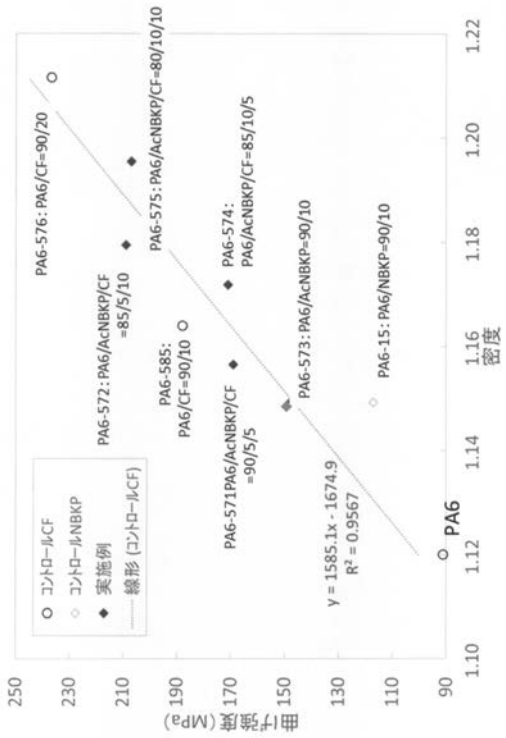 250
230
210
190
170
150
130
110
90
曲げ強度(MPa)
コントロールCF
コントロールNBKP
実施例
線形 (コントロールCF)
PA6-576: PA6/CF=90/20
PA6-572: PA6/AcNBKP/CF
=85/5/10
PA6-575: PA6/AcNBKP/CF=80/10/10
PA6-585:
PA6/CF=90/10
PA6-574:
PA6/AcNBKP/CF=85/10/5
PA6-571PA6/AcNBKP/CF
=90/5/5
PA6-573: PA6/AcNBKP=90/10
PA6-15: PA6/NBKP=90/10
y = 1585.1x - 1674.9
R² = 0.9567
PA6
1.10
1.12
1.14
1.16
1.18
1.20
1.22
密度